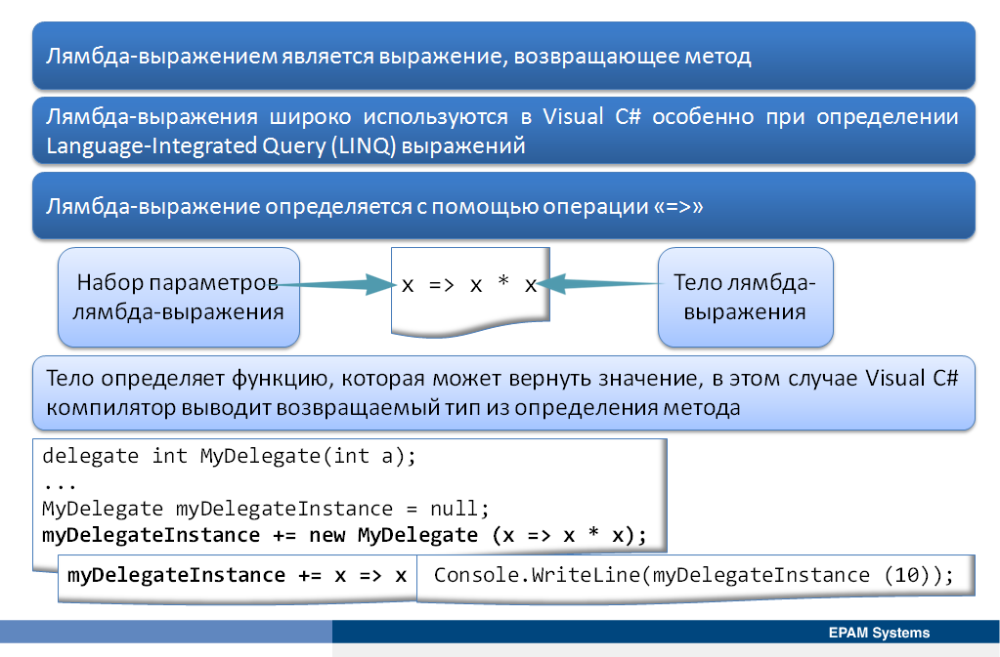 Лямбда-выражением является выражение, возвращающее метод
Лямбда-выражения широко используются в Visual C# особенно при определении
Language-Integrated Query (LINQ) выражений
Лямбда-выражение определяется с помощью операции «=>»
Набор параметров
лямбда-выражения
x => x * x
Тело лямбда-
выражения
Тело определяет функцию, которая может вернуть значение, в этом случае Visual C#
компилятор выводит возвращаемый тип из определения метода
delegate int MyDelegate(int a);
...
MyDelegate myDelegateInstance = null;
myDelegateInstance += new MyDelegate (x => x * x);
myDelegateInstance += x => x
Console.WriteLine(myDelegateInstance (10));
EPAM Systems